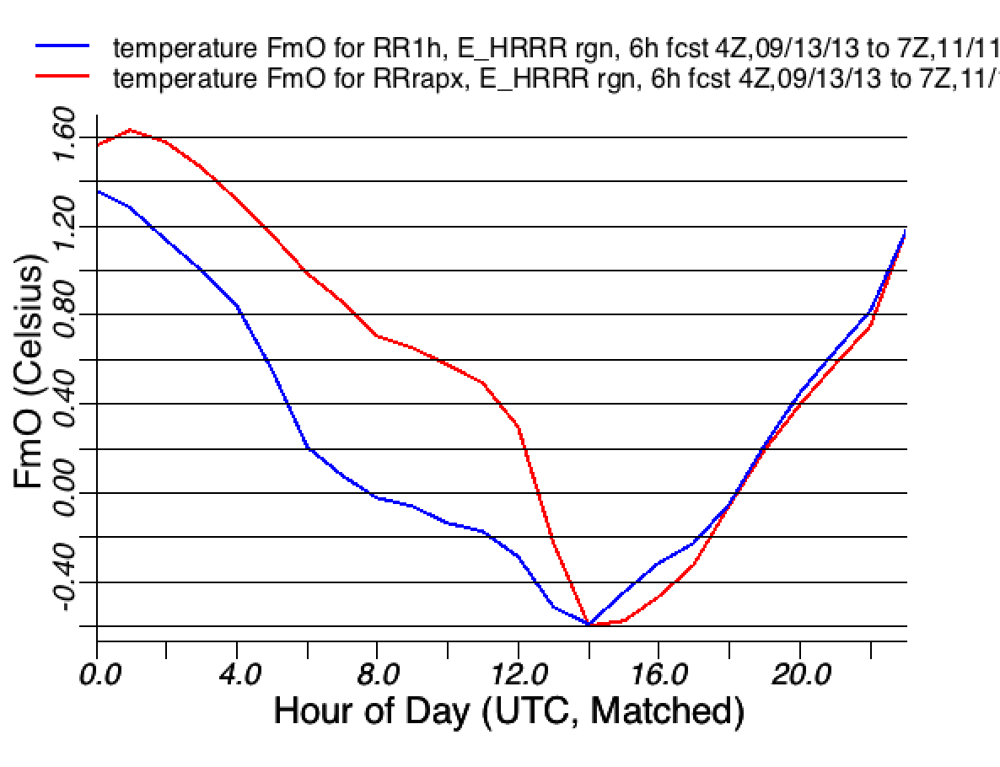 temperature FmO for RR1h, E_HRRR rgn, 6h fcst 4Z,09/13/13 to 7Z,11/11
temperature FmO for RRrapx, E_HRRR rgn, 6h fcst 4Z,09/13/13 to 7Z,11/
1.60
1.20
0.80
0.40
0.00
-0.40
FmO (Celsius)
0.0 4.0 8.0 12.0 16.0 20.0
Hour of Day (UTC, Matched)